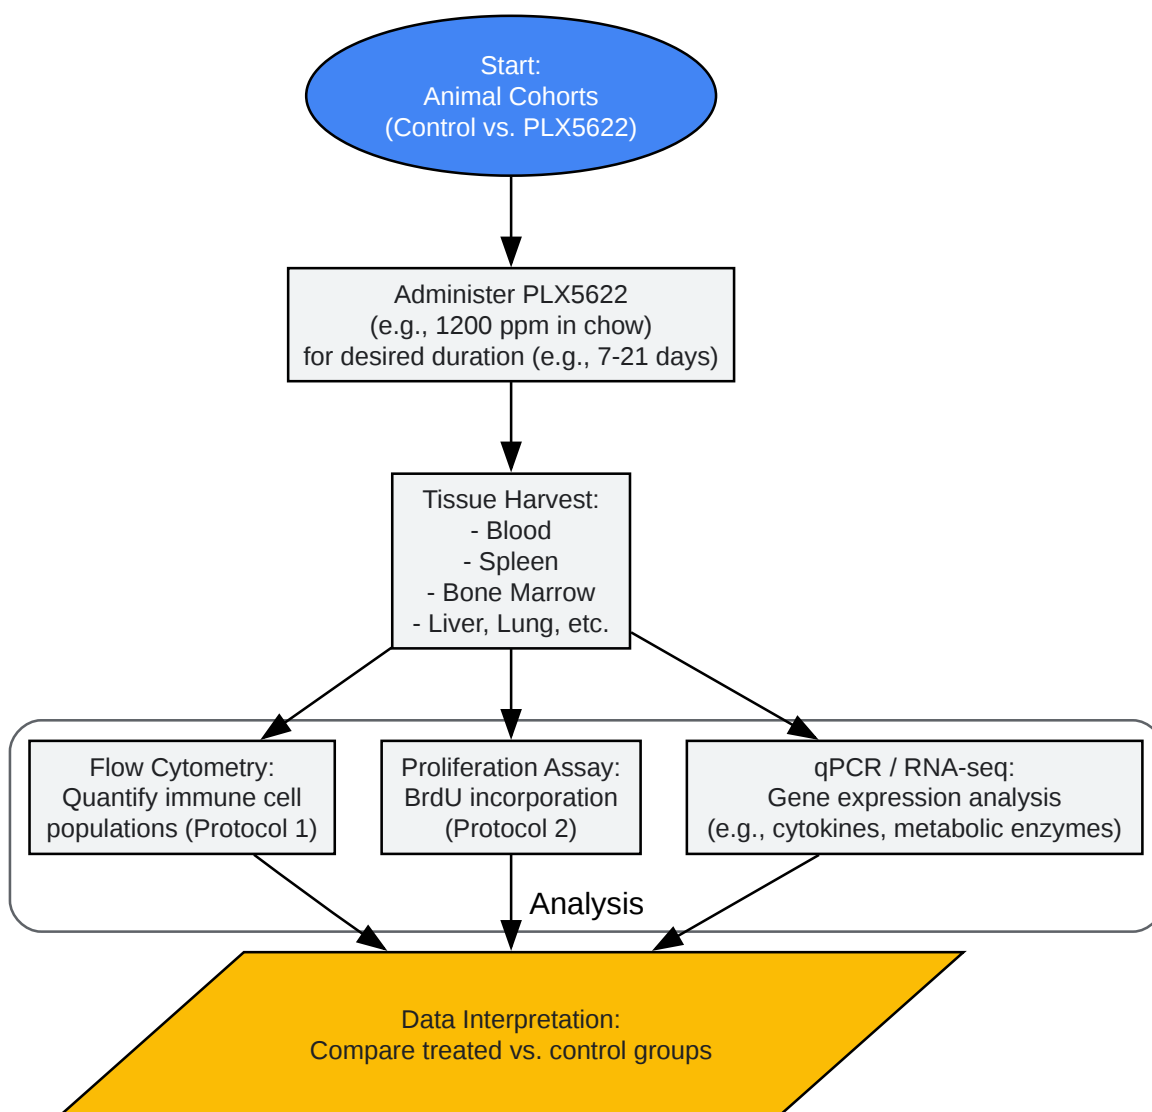 Start:
Animal Cohorts
(Control vs. PLX5622)
Administer PLX5622
(e.g., 1200 ppm in chow)
for desired duration (e.g., 7-21 days)
Tissue Harvest:
- Blood
- Spleen
- Bone Marrow
- Liver, Lung, etc.
Flow Cytometry:
Quantify immune cell
populations (Protocol 1)
Proliferation Assay:
BrdU incorporation
(Protocol 2)
qPCR / RNA-seq:
Gene expression analysis
(e.g., cytokines, metabolic enzymes)
Analysis
Data Interpretation:
Compare treated vs. control groups